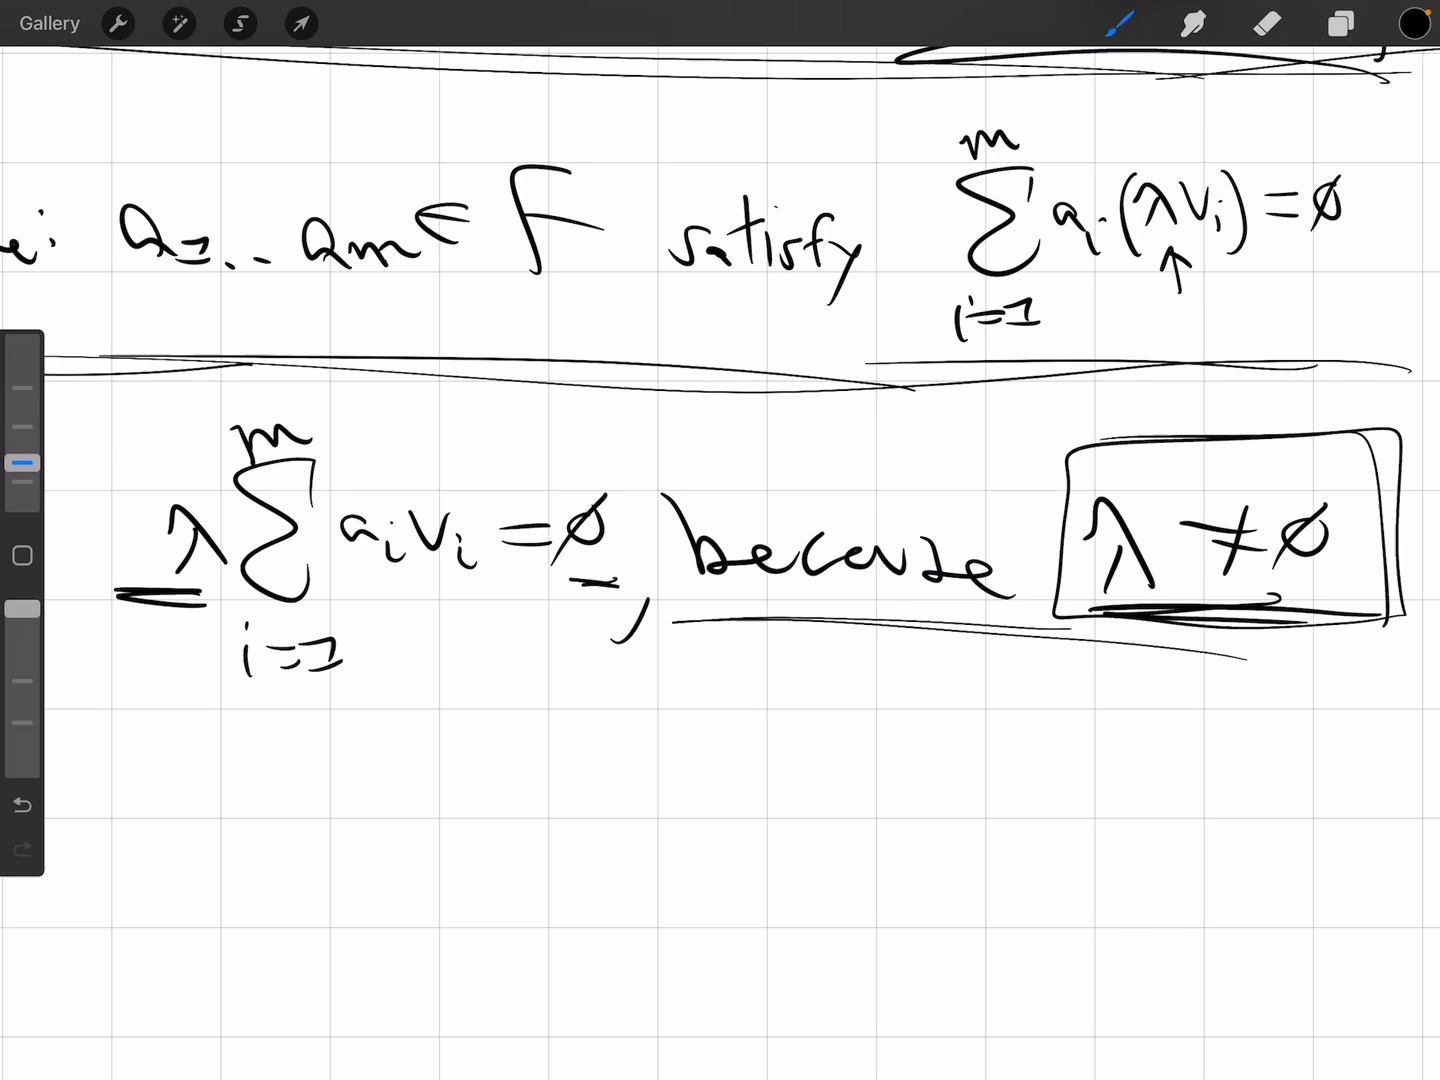 Gallery
e: a₁... aₘ ∈ F satisfy ∑_{i=1}^{m} aᵢ(λvᵢ) = 0
λ ∑_{i=1}^{m} aᵢvᵢ = 0, because λ ≠ 0